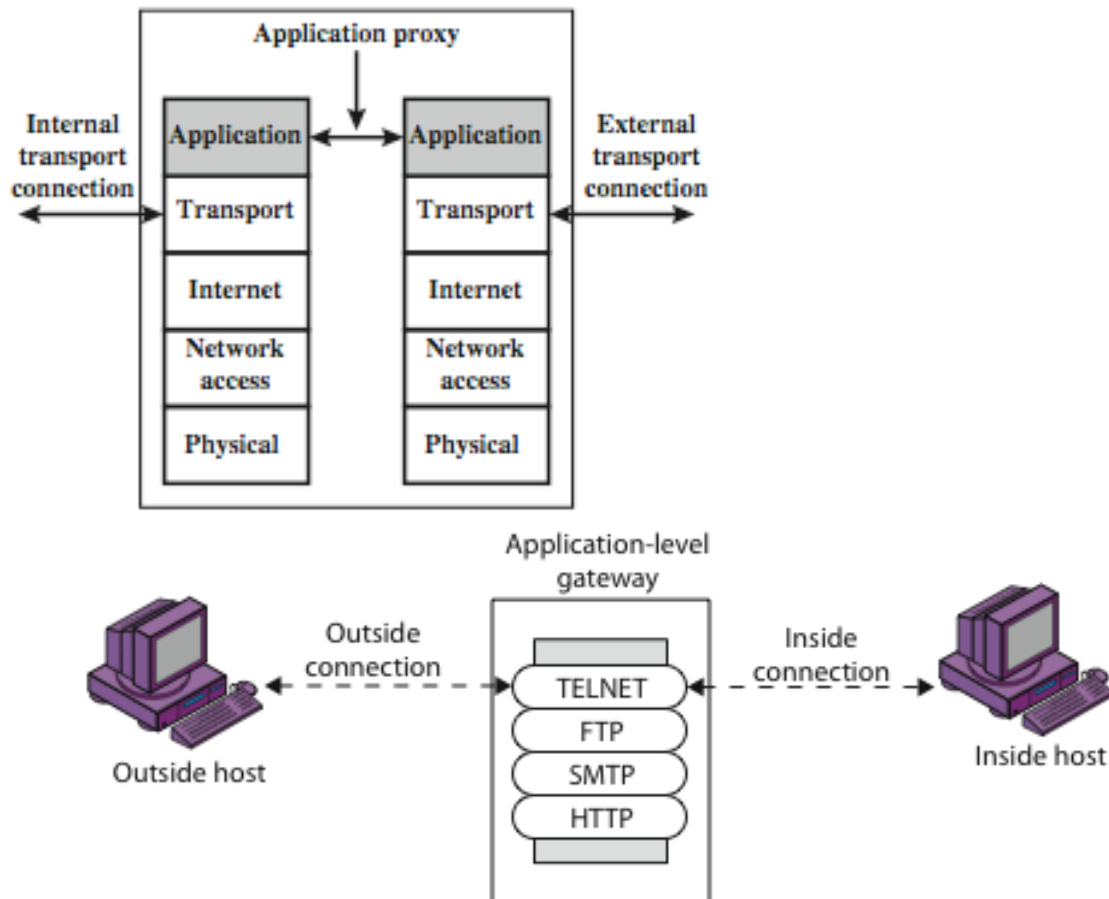 Application proxy
Internal
transport
connection
Application
Application
External
transport
connection
Transport
Transport
Internet
Internet
Network
access
Network
access
Physical
Physical
Application-level
gateway
Outside
connection
Inside
connection
TELNET
FTP
SMTP
HTTP
Outside host
Inside host